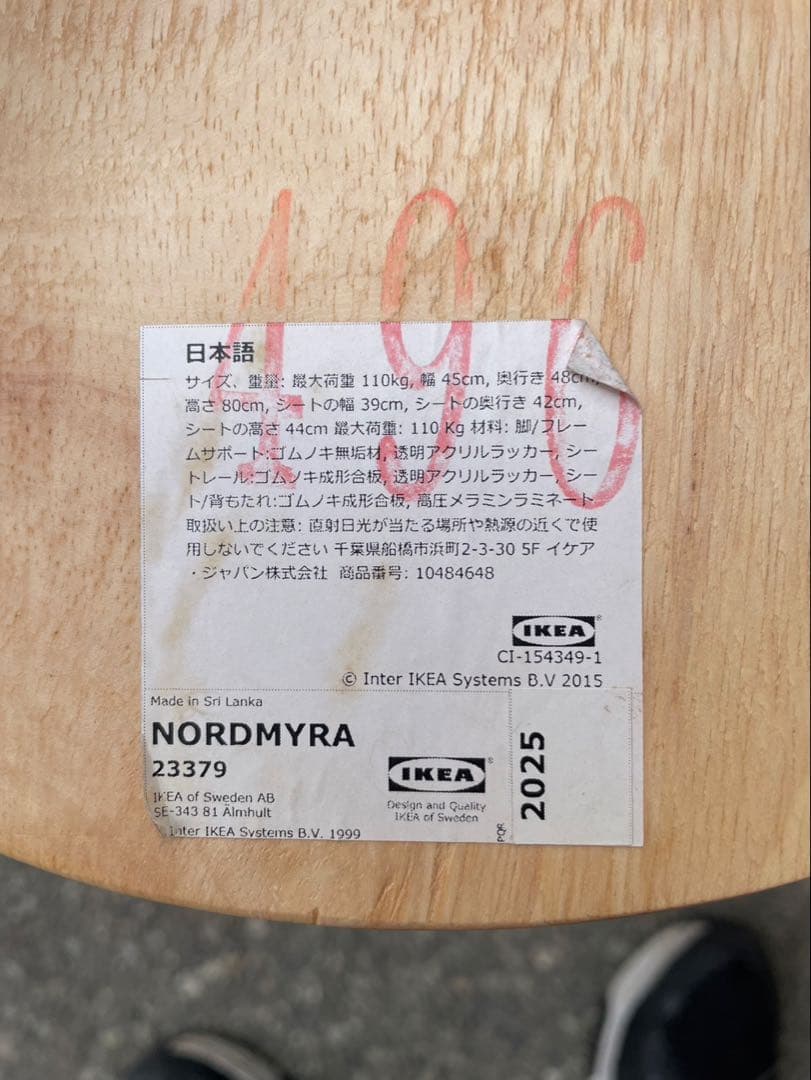 496
日本語
サイズ、重量: 最大荷重 110kg, 幅 45cm, 奥行き 48cm,
高さ 80cm, シートの幅 39cm, シートの奥行き 42cm,
シートの高さ 44cm 最大荷重: 110 Kg 材料: 脚/フレー
ムサポート:ゴムノキ無垢材, 透明アクリルラッカー, シー
トレール:ゴムノキ成形合板, 透明アクリルラッカー, シー
ト/背もたれ:ゴムノキ成形合板, 高圧メラミンラミネート
取扱い上の注意: 直射日光が当たる場所や熱源の近くで使
用しないでください 千葉県船橋市浜町2-3-30 5F イケア
・ジャパン株式会社 商品番号: 10484648
IKEA®
CI-154349-1
© Inter IKEA Systems B.V 2015
Made in Sri Lanka
NORDMYRA
23379
IKEA of Sweden AB
SE-343 81 Älmhult
Inter IKEA Systems B.V. 1999
IKEA®
Design and Quality
IKEA of Sweden
PQR
2025